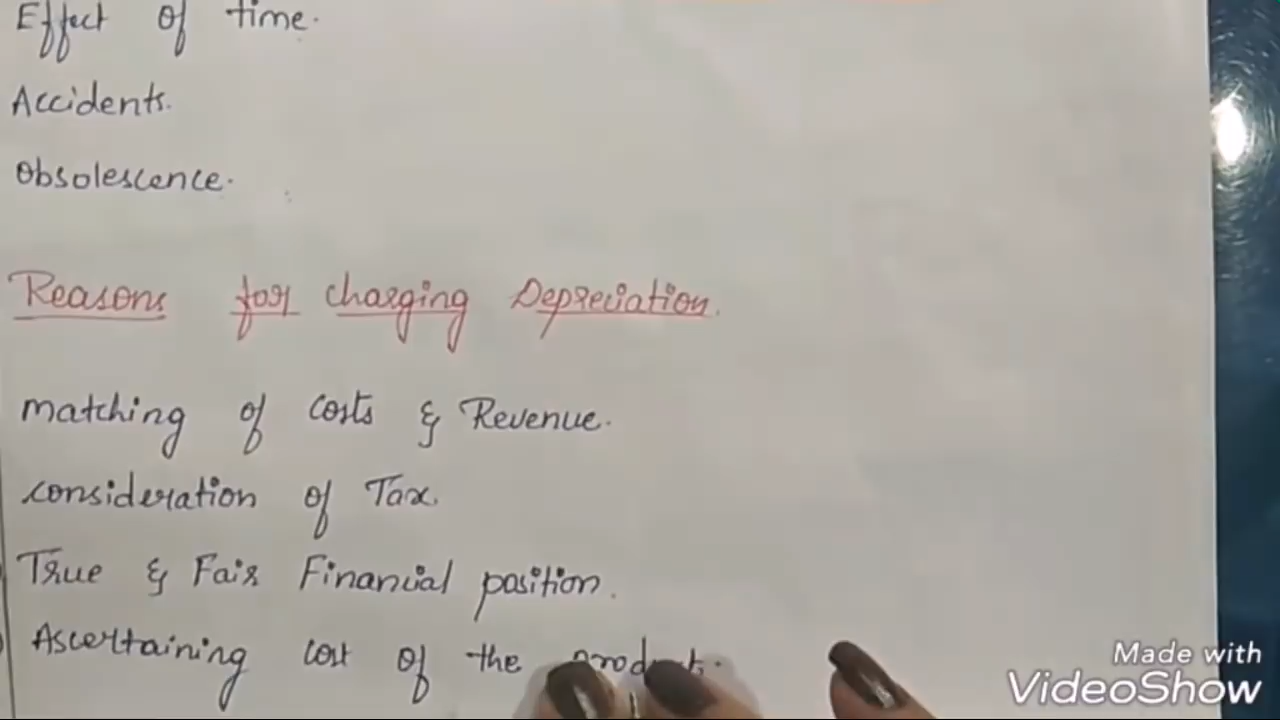 Effect of time.
Accidents.
Obsolescence.
Reasons for charging Depreciation.
matching of costs & Revenue.
consideration of Tax.
True & Fair Financial position.
Ascertaining cost of the
Made with
VideoShow